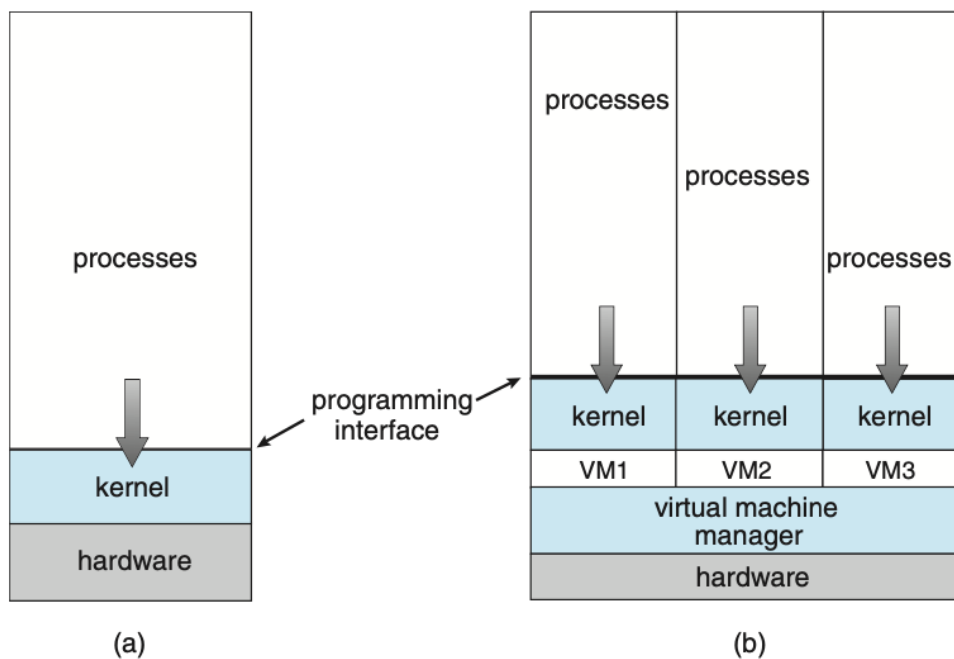 processes
kernel
hardware
(a)
programming
interface
processes
processes
processes
kernel
kernel
kernel
VM1
VM2
VM3
virtual machine
manager
hardware
(b)